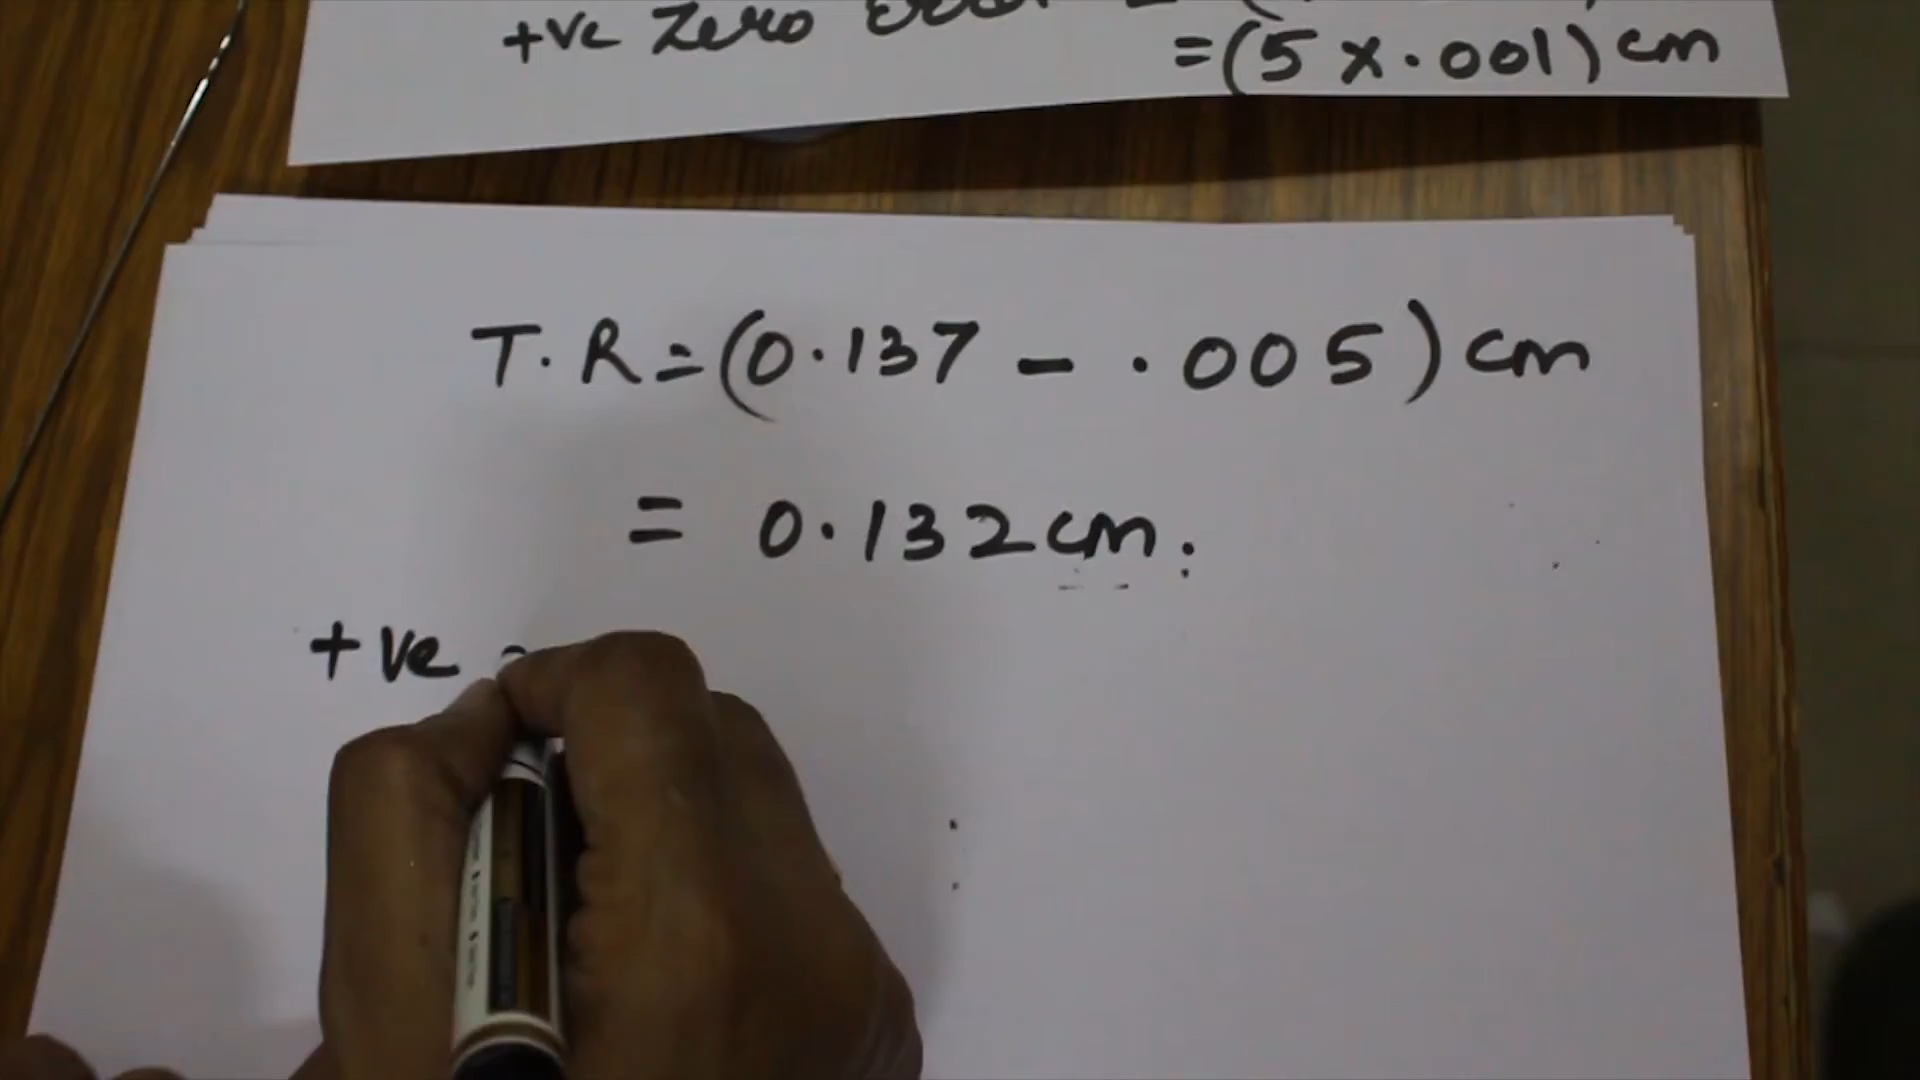 +ve Zero
=(5 x .001) cm
T.R=(0.137 - .005) cm
= 0.132 cm.
+ve